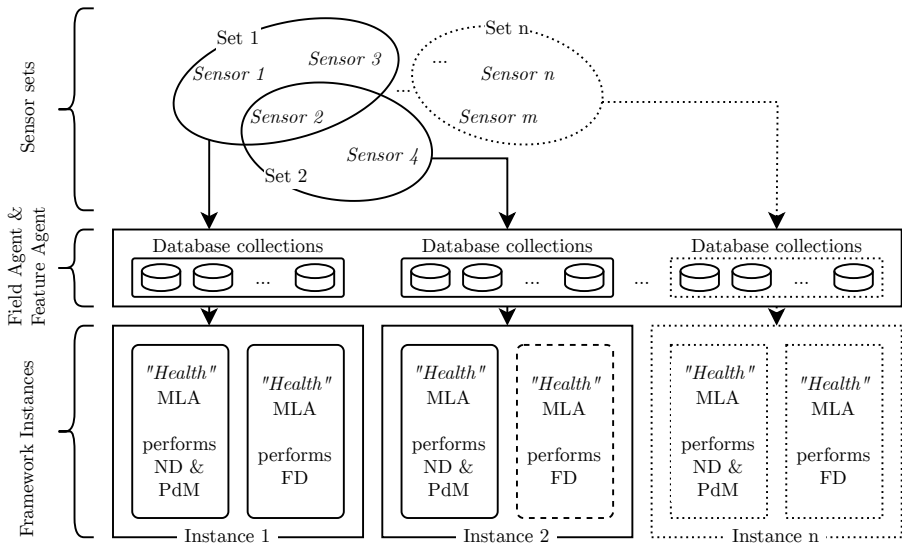 Sensor sets
Set 1
Sensor 1
Sensor 3
Sensor 2
Sensor 4
Set 2
...
Set n
...
Sensor n
Sensor m
Field Agent &
Feature Agent
Database collections
...
Database collections
...
...
Database collections
...
Framework Instances
"Health"
MLA
performs
ND &
PdM
"Health"
MLA
performs
FD
Instance 1
"Health"
MLA
performs
ND &
PdM
"Health"
MLA
performs
FD
Instance 2
"Health"
MLA
performs
ND &
PdM
"Health"
MLA
performs
FD
Instance n